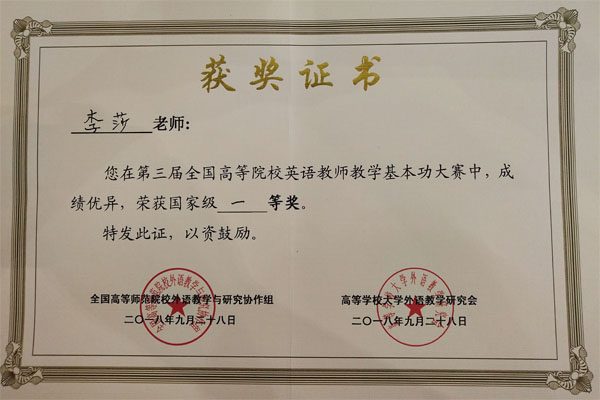 获奖证书
李莎老师：
您在第三届全国高等院校英语教师教学基本功大赛中，成
绩优异，荣获国家级一等奖。
特发此证，以资鼓励。
全国高等师范院校外语教学与研究协作组
高等学校大学外语教学研究会
二〇一八年九月二十八日
二〇一八年九月二十八日